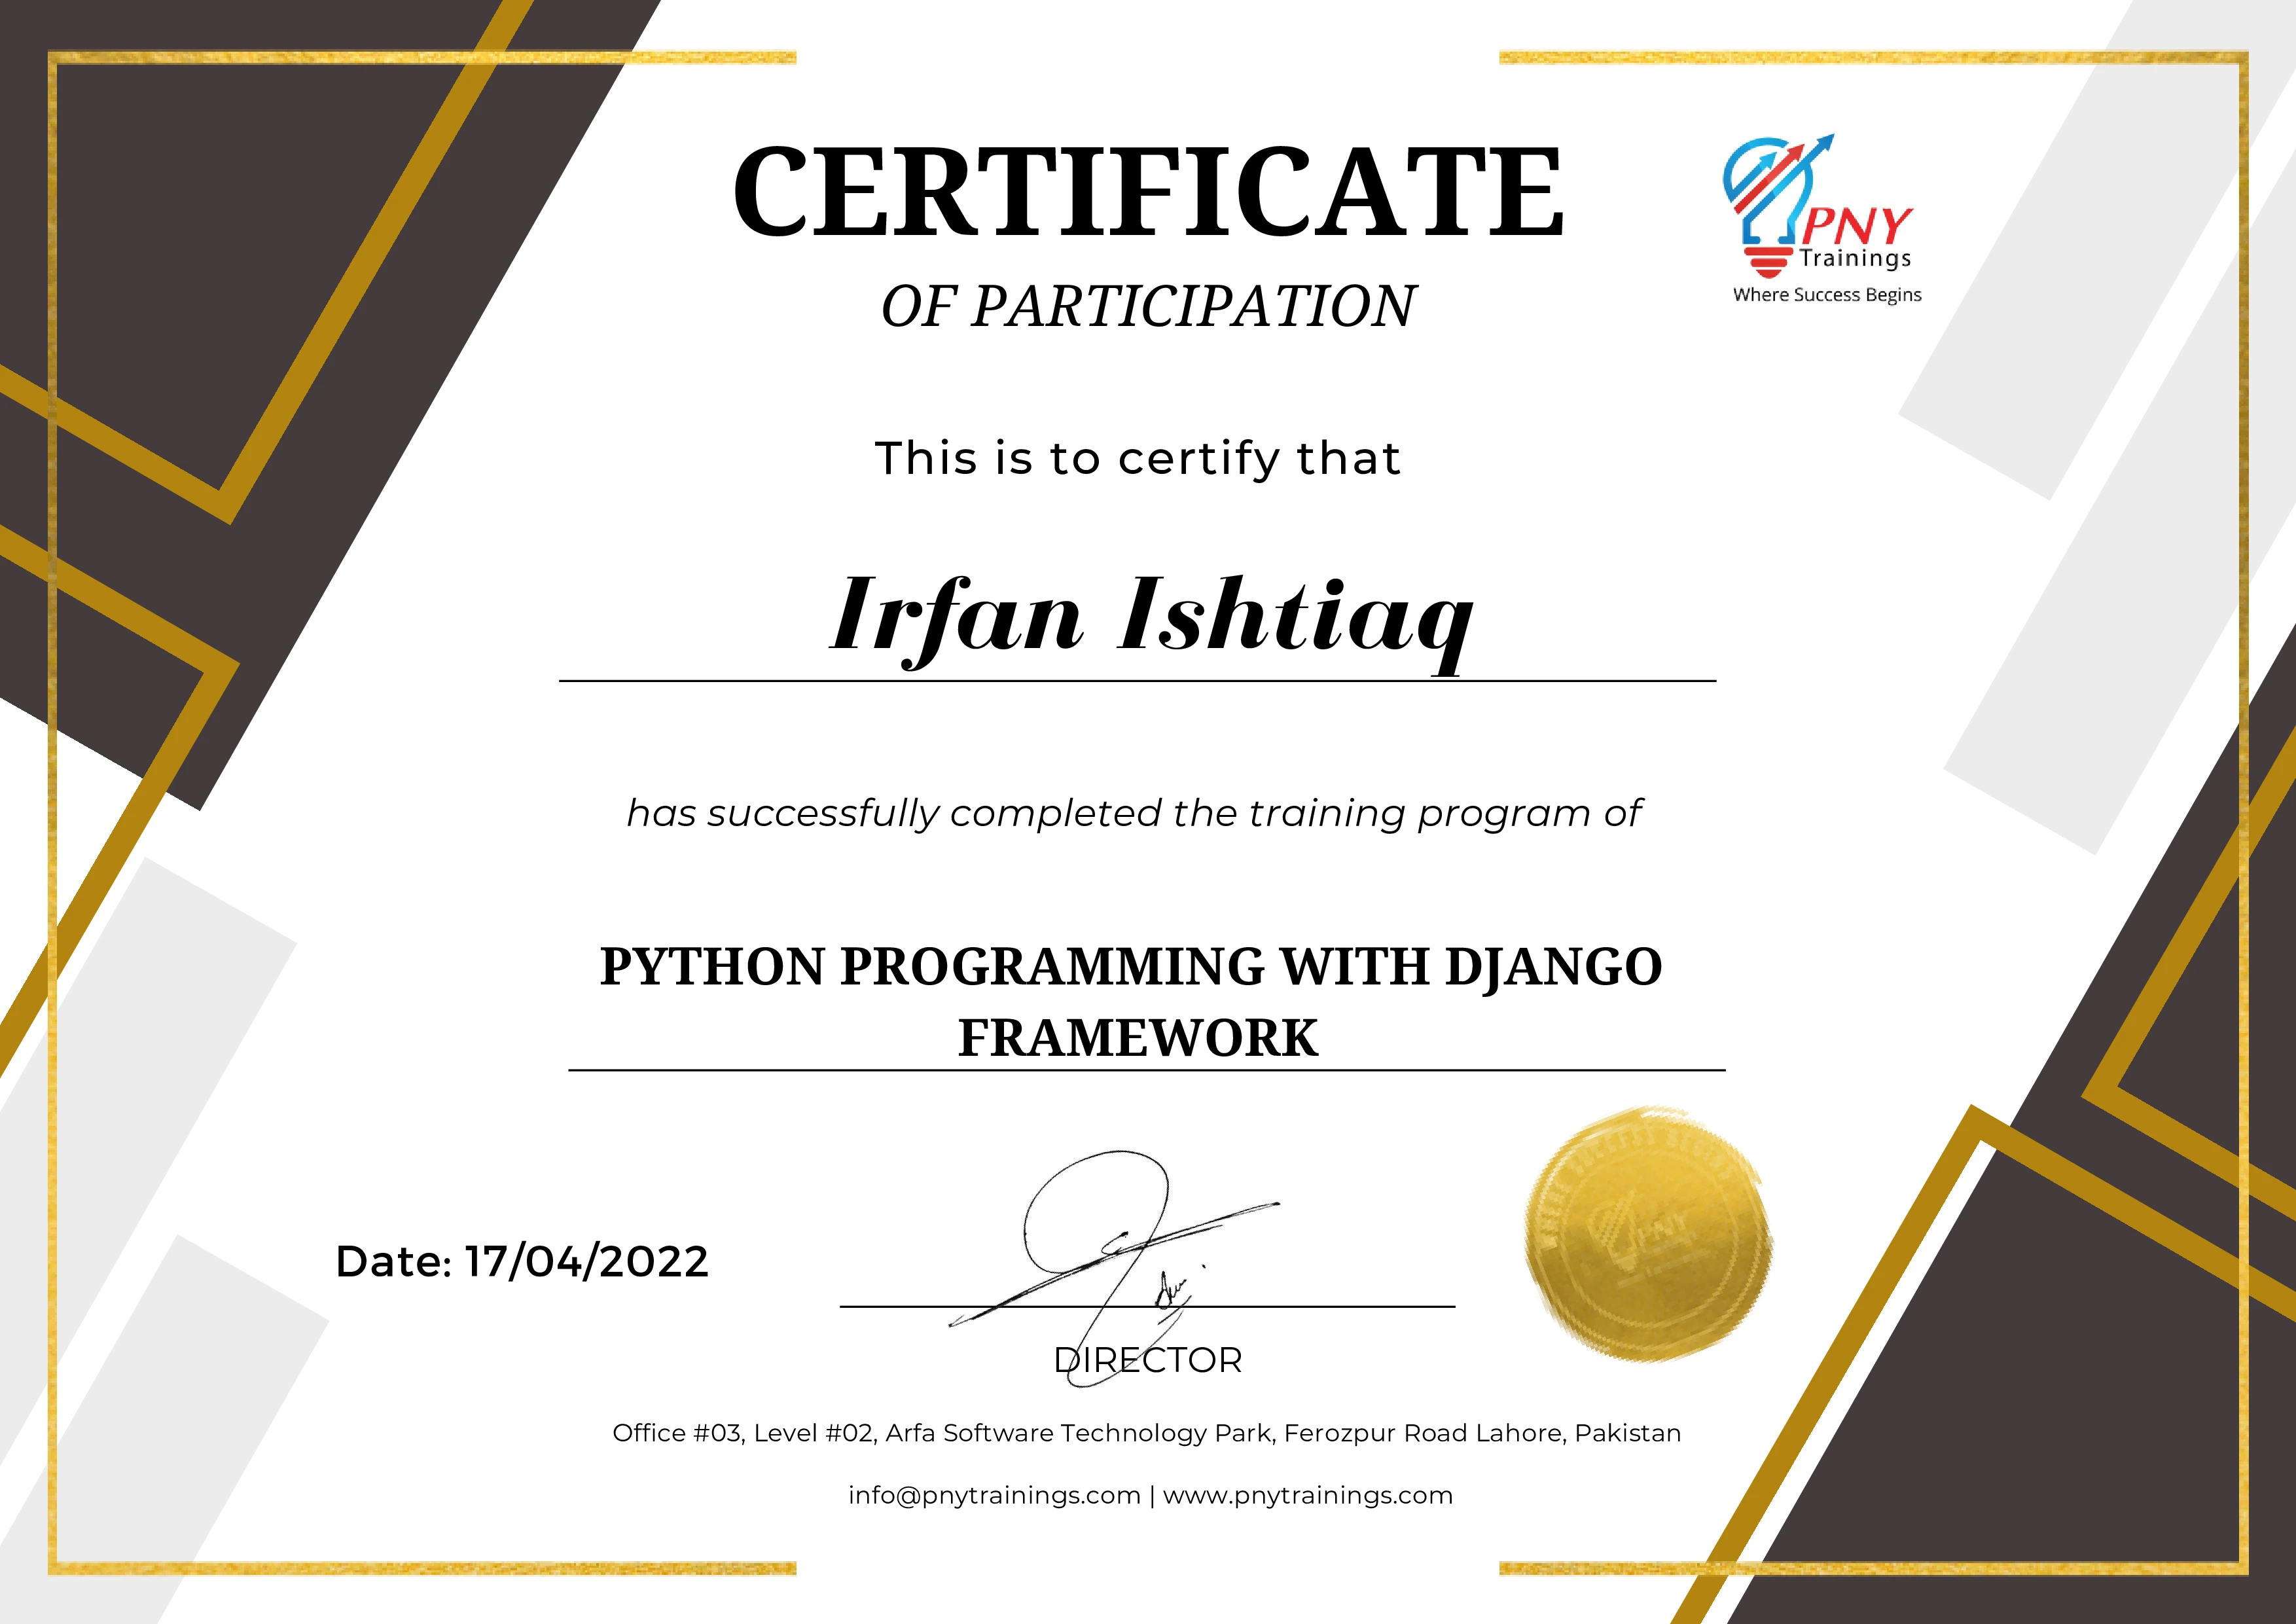 CERTIFICATE
OF PARTICIPATION
PNY
Trainings
Where Success Begins
This is to certify that
Irfan Ishtiaq
has successfully completed the training program of
PYTHON PROGRAMMING WITH DJANGO
FRAMEWORK
Date: 17/04/2022
DIRECTOR
Office #03, Level #02, Arfa Software Technology Park, Ferozpur Road Lahore, Pakistan
info@pnytrainings.com | www.pnytrainings.com